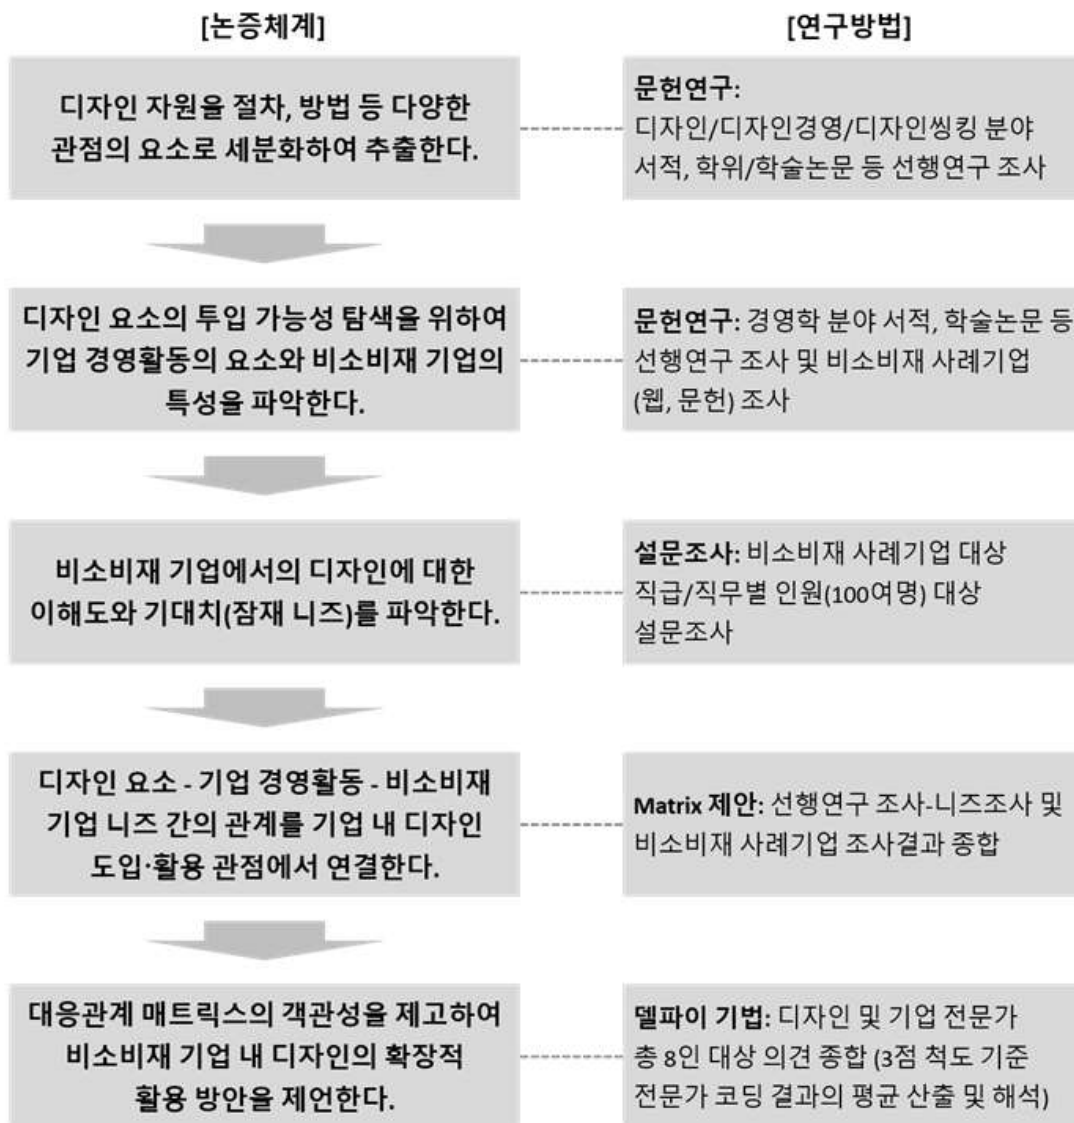 [논증체계]
[연구방법]
디자인 자원을 절차, 방법 등 다양한
관점의 요소로 세분화하여 추출한다.
문헌연구:
디자인/디자인경영/디자인씽킹 분야
서적, 학위/학술논문 등 선행연구 조사
디자인 요소의 투입 가능성 탐색을 위하여
기업 경영활동의 요소와 비소비재 기업의
특성을 파악한다.
문헌연구: 경영학 분야 서적, 학술논문 등
선행연구 조사 및 비소비재 사례기업
(웹, 문헌) 조사
비소비재 기업에서의 디자인에 대한
이해도와 기대치(잠재 니즈)를 파악한다.
설문조사: 비소비재 사례기업 대상
직급/직무별 인원(100여명) 대상
설문조사
디자인 요소 - 기업 경영활동 - 비소비재
기업 니즈 간의 관계를 기업 내 디자인
도입·활용 관점에서 연결한다.
Matrix 제안: 선행연구 조사-니즈조사 및
비소비재 사례기업 조사결과 종합
대응관계 매트릭스의 객관성을 제고하여
비소비재 기업 내 디자인의 확장적
활용 방안을 제언한다.
델파이 기법: 디자인 및 기업 전문가
총 8인 대상 의견 종합 (3점 척도 기준
전문가 코딩 결과의 평균 산출 및 해석)